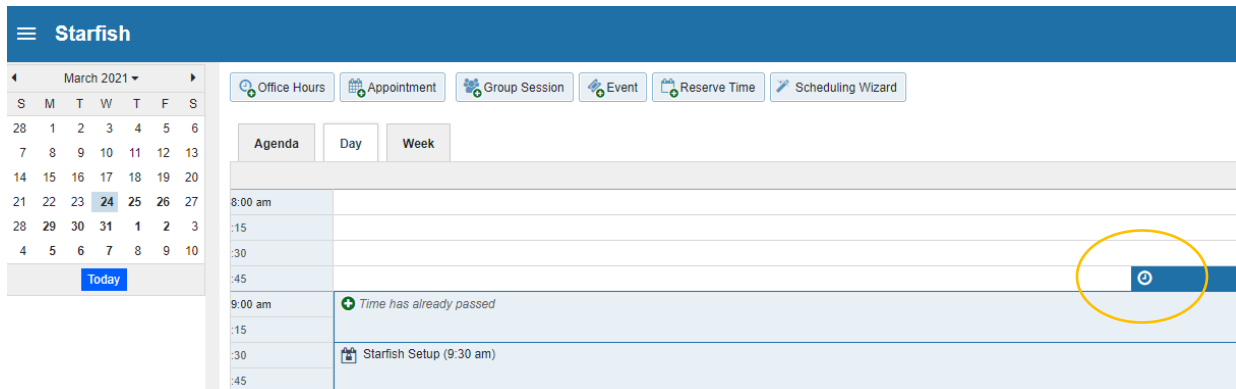 Starfish
March 2021
S M T W T F S
28 1 2 3 4 5 6
7 8 9 10 11 12 13
14 15 16 17 18 19 20
21 22 23 24 25 26 27
28 29 30 31 1 2 3
4 5 6 7 8 9 10
Today
Office Hours Appointment Group Session Event Reserve Time Scheduling Wizard
Agenda Day Week
8:00 am
:15
:30
:45
9:00 am Time has already passed
:15
:30 Starfish Setup (9:30 am)
:45